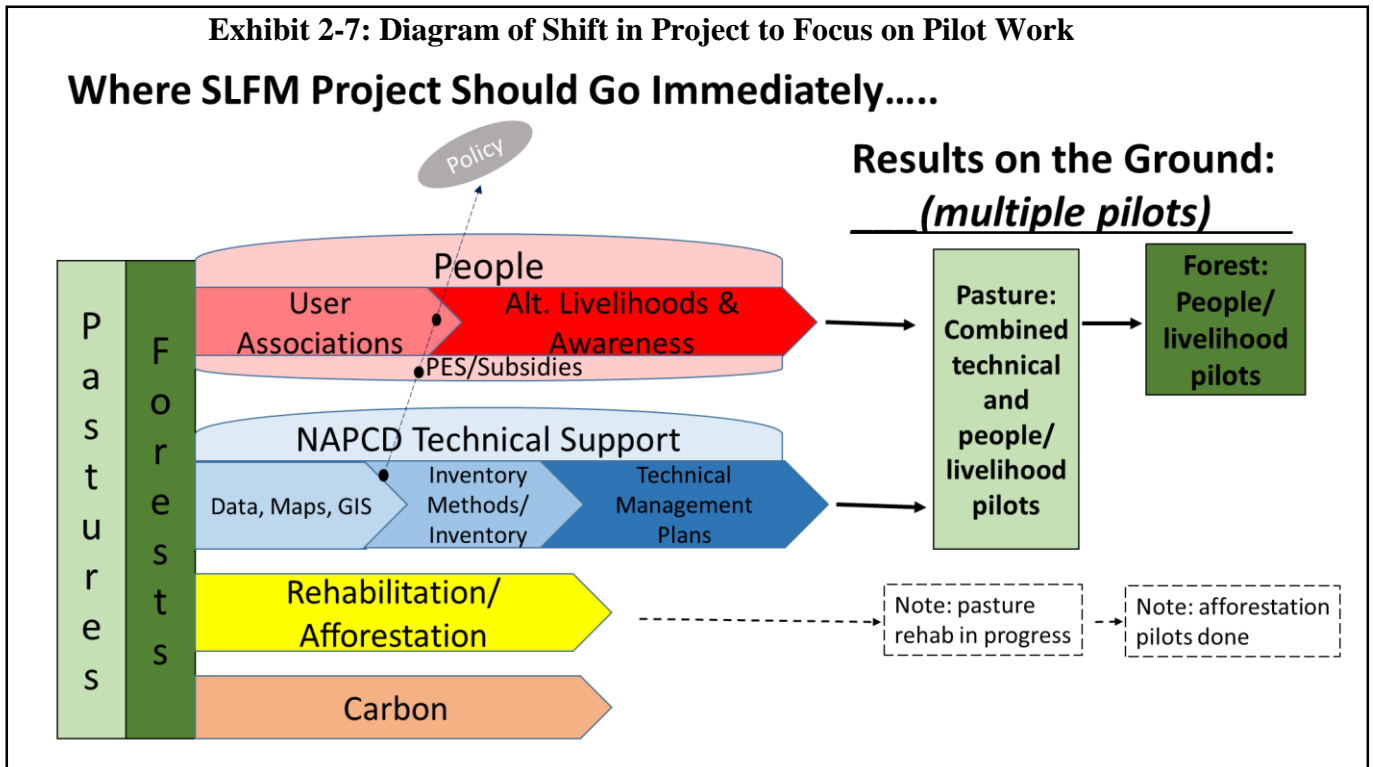 Exhibit 2-7: Diagram of Shift in Project to Focus on Pilot Work
Where SLFM Project Should Go Immediately…..
Policy
Results on the Ground:
(multiple pilots)
Pastures
Forests
People
User
Associations
Alt. Livelihoods &
Awareness
PES/Subsidies
NAPCD Technical Support
Data, Maps, GIS
Inventory
Methods/
Inventory
Technical
Management
Plans
Rehabilitation/
Afforestation
Carbon
Pasture:
Combined
technical
and
people/
livelihood
pilots
Forest:
People/
livelihood
pilots
Note: pasture
rehab in progress
Note: afforestation
pilots done